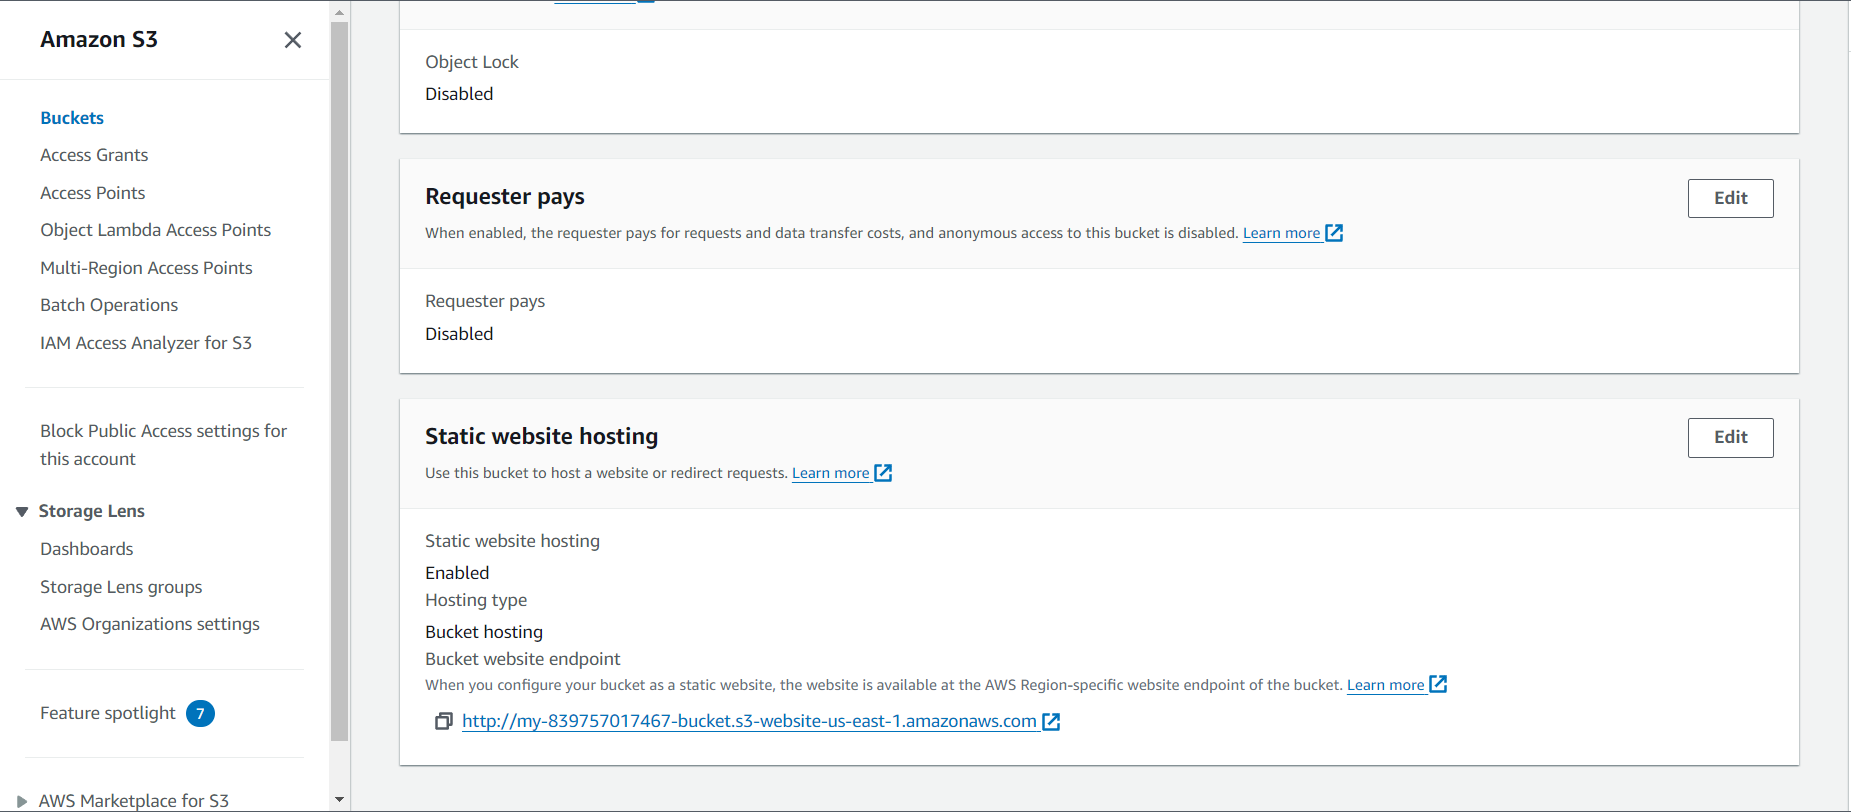 Amazon S3
Buckets
Access Grants
Access Points
Object Lambda Access Points
Multi-Region Access Points
Batch Operations
IAM Access Analyzer for S3
Block Public Access settings for
this account
Storage Lens
Dashboards
Storage Lens groups
AWS Organizations settings
Feature spotlight 7
AWS Marketplace for S3
Object Lock
Disabled
Requester pays
Edit
When enabled, the requester pays for requests and data transfer costs, and anonymous access to this bucket is disabled. Learn more
Requester pays
Disabled
Static website hosting
Edit
Use this bucket to host a website or redirect requests. Learn more
Static website hosting
Enabled
Hosting type
Bucket hosting
Bucket website endpoint
When you configure your bucket as a static website, the website is available at the AWS Region-specific website endpoint of the bucket. Learn more
http://my-839757017467-bucket.s3-website-us-east-1.amazonaws.com